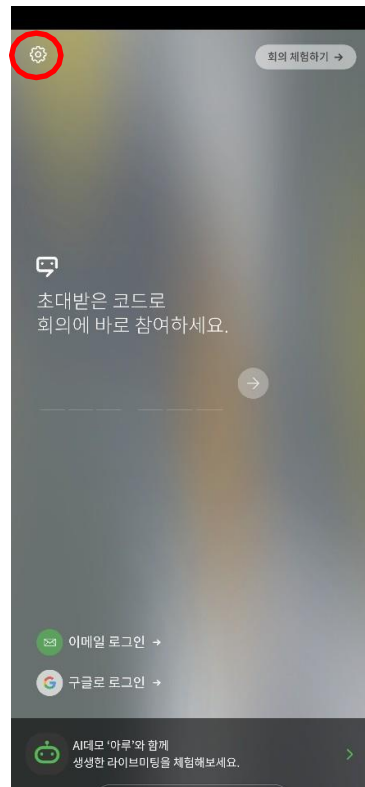 회의 체험하기 →
초대받은 코드로
회의에 바로 참여하세요.
이메일 로그인 →
G 구글로 로그인 →
AI데모 '아루'와 함께
생생한 라이브미팅을 체험해보세요.